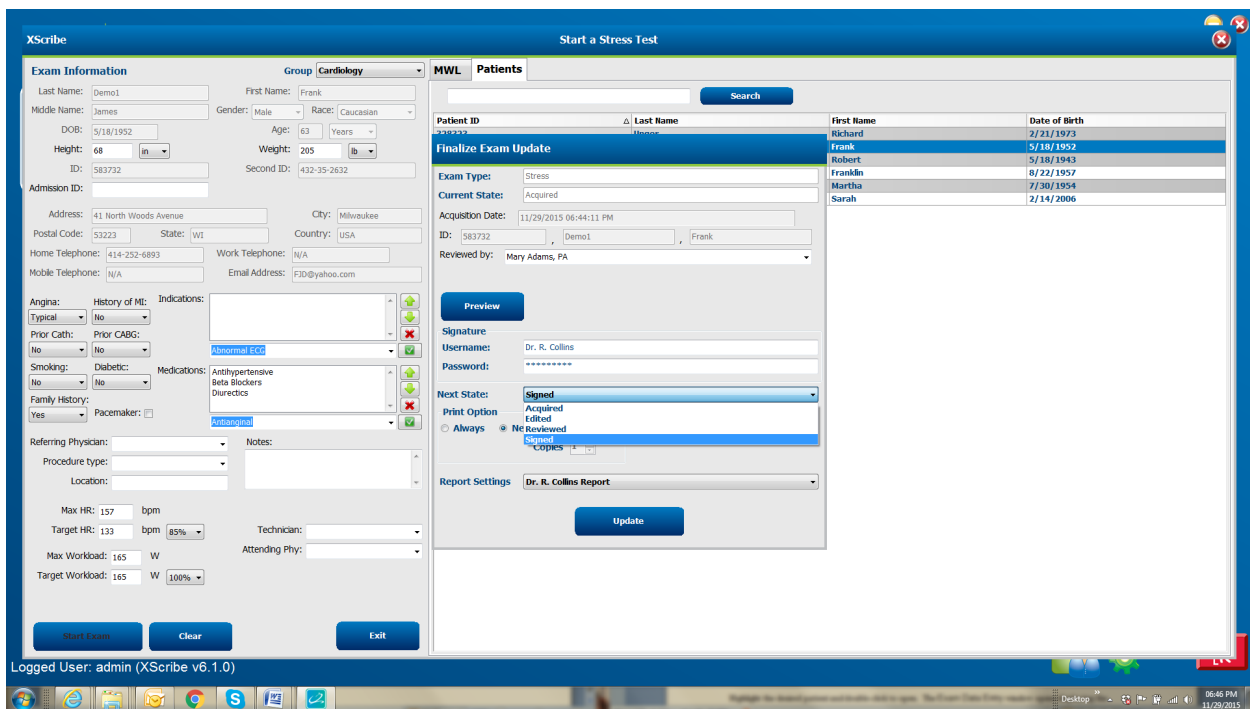 XScribe
Start a Stress Test
Exam Information
Group Cardiology
Last Name: Demo1 First Name: Frank
Middle Name: James Gender: Male Race: Caucasian
DOB: 5/18/1952 Age: 63 Years
Height: 68 in Weight: 205 lb
ID: 583732 Second ID: 432-35-2632
Admission ID:
Address: 41 North Woods Avenue City: Milwaukee
Postal Code: 53223 State: WI Country: USA
Home Telephone: 414-252-6893 Work Telephone: N/A
Mobile Telephone: N/A Email Address: FJD@yahoo.com
Angina: History of MI: Indications:
Typical No
Prior Cath: Prior CABG:
No No Abnormal ECG
Smoking: Diabetic: Medications: Antihypertensive
No No Beta Blockers
Family History: Diurectics
Yes Pacemaker:
Antianginal
Referring Physician: Notes:
Procedure type:
Location:
Max HR: 157 bpm
Target HR: 133 bpm 85% Technician:
Max Workload: 165 W Attending Phy:
Target Workload: 165 W 100%
Start Exam Clear Exit
MWL Patients
Search
Patient ID Last Name First Name Date of Birth
Richard 2/21/1973
Frank 5/18/1952
Robert 5/18/1943
Franklin 8/22/1957
Martha 7/30/1954
Sarah 2/14/2006
Finalize Exam Update
Exam Type: Stress
Current State: Acquired
Acquisition Date: 11/29/2015 06:44:11 PM
ID: 583732 , Demo1 , Frank
Reviewed by: Mary Adams, PA
Preview
Signature
Username: Dr. R. Collins
Password: *********
Next State: Signed
Acquired
Edited
Reviewed
Signed
Print Option
Always Ne
Copies 1
Report Settings Dr. R. Collins Report
Update
Logged User: admin (XScribe v6.1.0)
Desktop 06:46 PM
11/29/2015